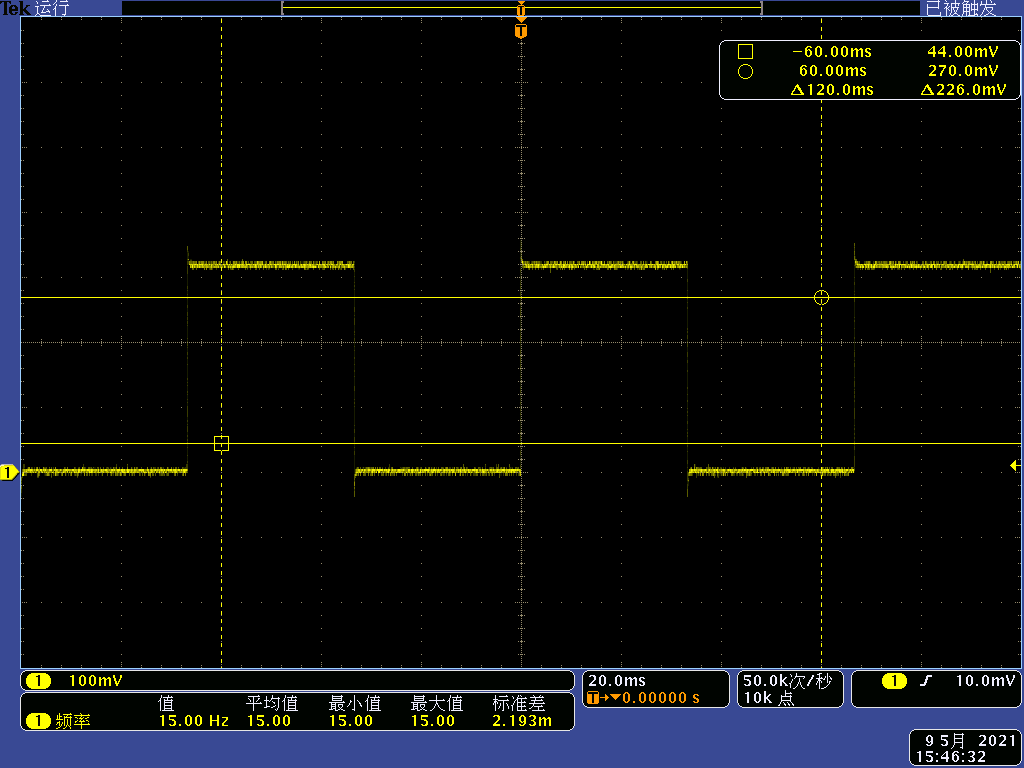 Tek 运行 已被触发
T
T
−60.00ms 44.00mV
60.00ms 270.0mV
Δ120.0ms Δ226.0mV
1
1 100mV
值 平均值 最小值 最大值 标准差
1 频率 15.00 Hz 15.00 15.00 15.00 2.193m
20.0ms
T→▼0.00000 s
50.0k次/秒
10k 点
1 10.0mV
9 5月 2021
15:46:32